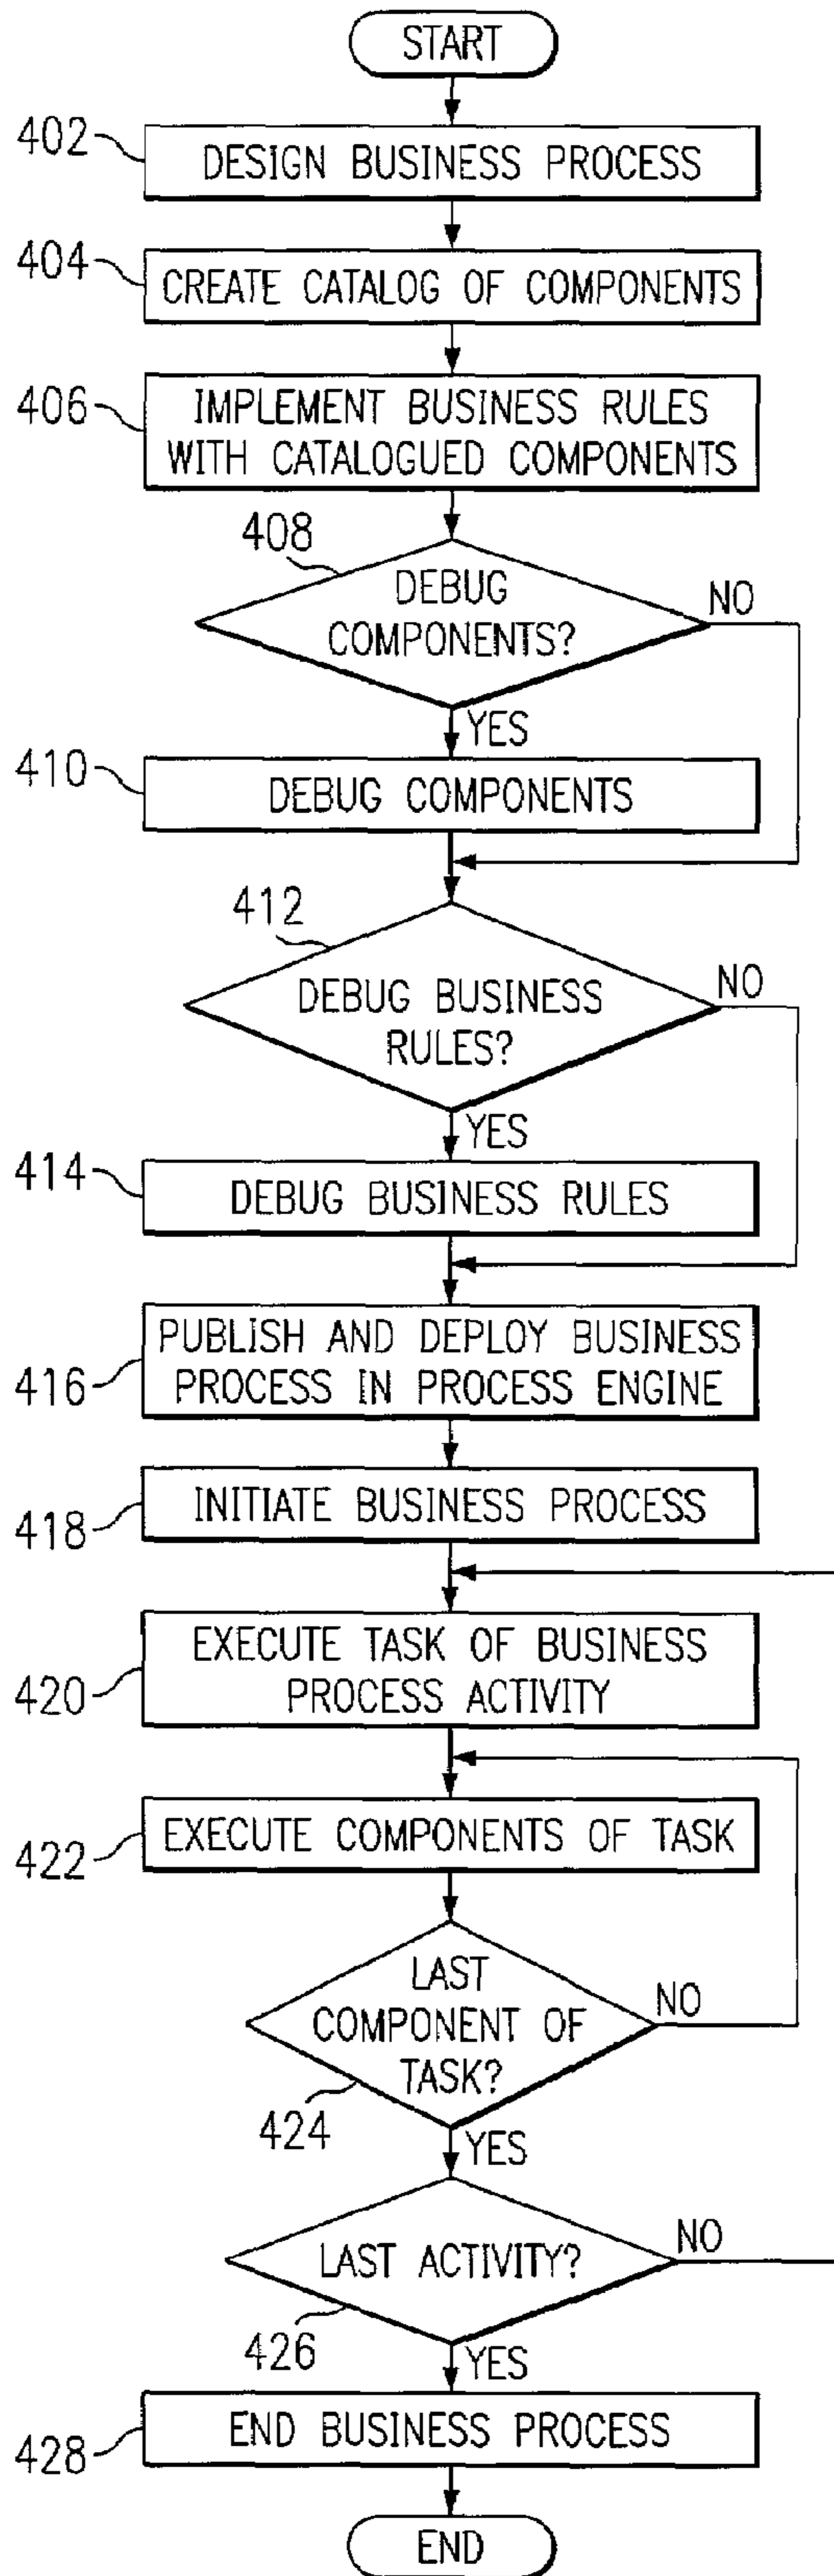 START
402
DESIGN BUSINESS PROCESS
404
CREATE CATALOG OF COMPONENTS
406
IMPLEMENT BUSINESS RULES
WITH CATALOGUED COMPONENTS
408
DEBUG
COMPONENTS?
NO
YES
410
DEBUG COMPONENTS
412
DEBUG BUSINESS
RULES?
NO
YES
414
DEBUG BUSINESS RULES
416
PUBLISH AND DEPLOY BUSINESS
PROCESS IN PROCESS ENGINE
418
INITIATE BUSINESS PROCESS
420
EXECUTE TASK OF BUSINESS
PROCESS ACTIVITY
422
EXECUTE COMPONENTS OF TASK
LAST
COMPONENT OF
TASK?
NO
424
YES
LAST ACTIVITY?
NO
426
YES
428
END BUSINESS PROCESS
END